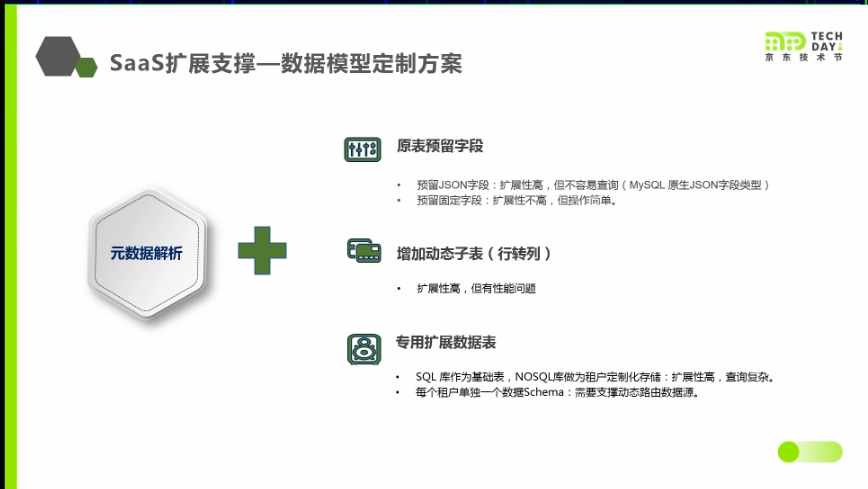 SaaS扩展支撑—数据模型定制方案
TECH
DAY
京东技术节
原表预留字段
• 预留JSON字段：扩展性高，但不容易查询（MySQL 原生JSON字段类型）
• 预留固定字段：扩展性不高，但操作简单。
元数据解析
增加动态子表（行转列）
• 扩展性高，但有性能问题
专用扩展数据表
• SQL 库作为基础表，NOSQL库做为租户定制化存储：扩展性高，查询复杂。
• 每个租户单独一个数据Schema：需要支撑动态路由数据源。